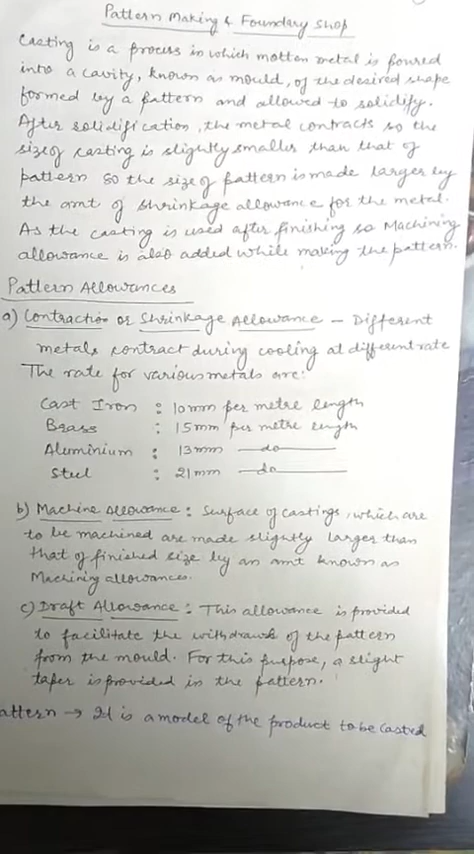 Pattern Making & Foundary Shop
Casting is a process in which molten metal is poured
into a cavity, known as mould, of the desired shape
formed by a pattern and allowed to solidify.
After solidification, the metal contracts so the
size of casting is slightly smaller than that of
pattern so the size of pattern is made larger by
the amt of shrinkage allowance for the metal.
As the casting is used after finishing so Machining
allowance is also added while making the pattern.
Pattern Allowances
a) Contraction or Shrinkage Allowance - Different
metals contract during cooling at different rate
The rate for various metals are:
Cast Iron : 10mm per metre length
Brass : 15mm per metre length
Aluminium : 13mm —do—
Steel : 21mm —do—
b) Machine Allowance : Surface of castings, which are
to be machined are made slightly larger than
that of finished size by an amt known as
Machining allowances.
c) Draft Allowance : This allowance is provided
to facilitate the withdrawl of the pattern
from the mould. For this purpose, a slight
taper is provided in the pattern.
attern → It is a model of the product to be casted